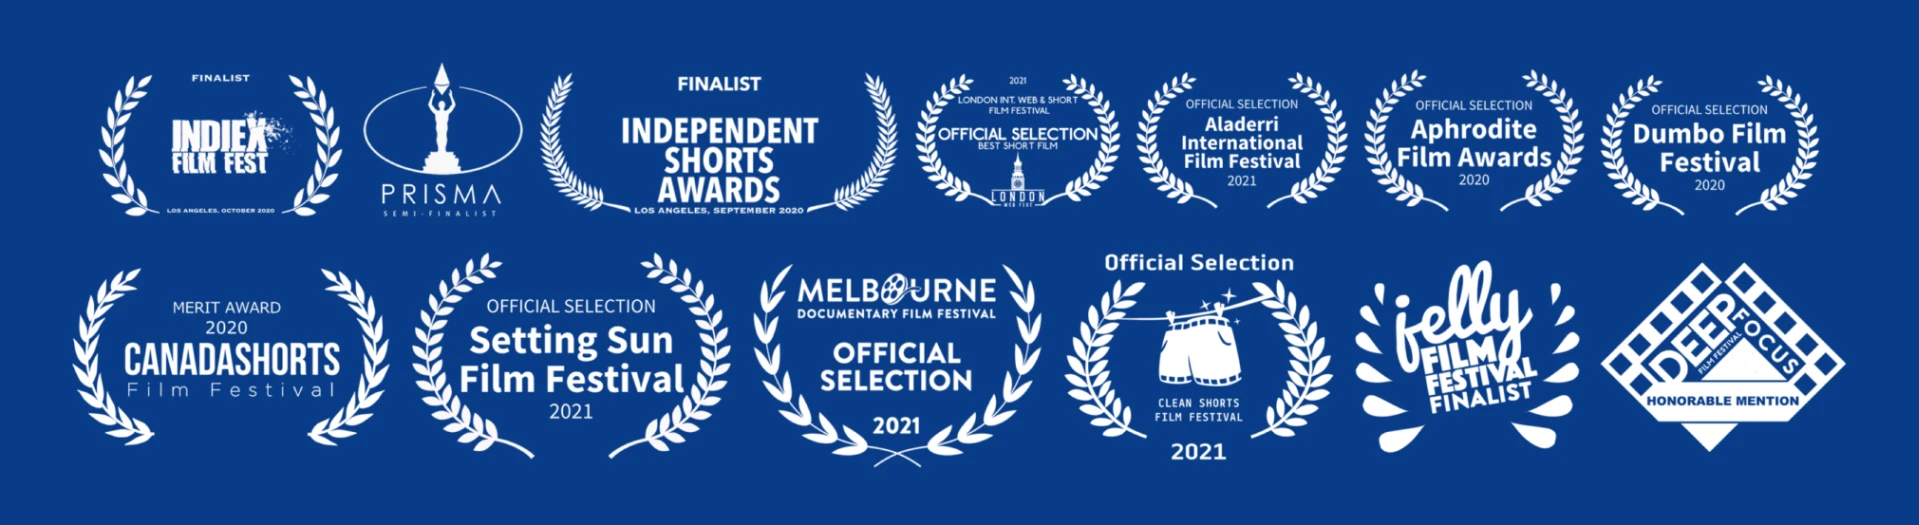 FINALIST
INDIEX
FILM FEST
LOS ANGELES, OCTOBER 2020
PRISMA
SEMI-FINALIST
FINALIST
INDEPENDENT
SHORTS
AWARDS
LOS ANGELES, SEPTEMBER 2020
2021
LONDON INT. WEB & SHORT
FILM FESTIVAL
OFFICIAL SELECTION
BEST SHORT FILM
LONDON
WEB FEST
OFFICIAL SELECTION
Aladerri
International
Film Festival
2021
OFFICIAL SELECTION
Aphrodite
Film Awards
2020
OFFICIAL SELECTION
Dumbo Film
Festival
2020
MERIT AWARD
2020
CANADASHORTS
Film Festival
OFFICIAL SELECTION
Setting Sun
Film Festival
2021
MELBOURNE
DOCUMENTARY FILM FESTIVAL
OFFICIAL
SELECTION
2021
Official Selection
CLEAN SHORTS
FILM FESTIVAL
2021
jelly
FILM
FESTIVAL
FINALIST
DEEP
FOCUS
FILM FESTIVAL
HONORABLE MENTION